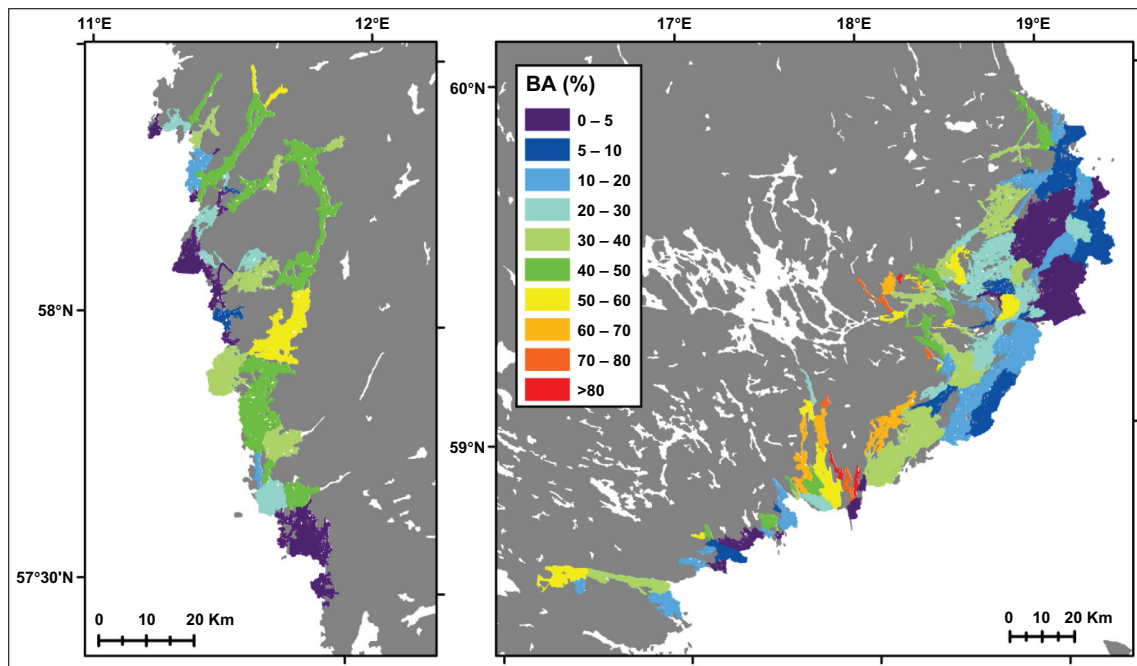 11°E 12°E 17°E 18°E 19°E
60°N
BA (%)
0 – 5
5 – 10
10 – 20
20 – 30
30 – 40
40 – 50
50 – 60
60 – 70
70 – 80
>80
58°N
59°N
57°30'N
0 10 20 Km
0 10 20 Km